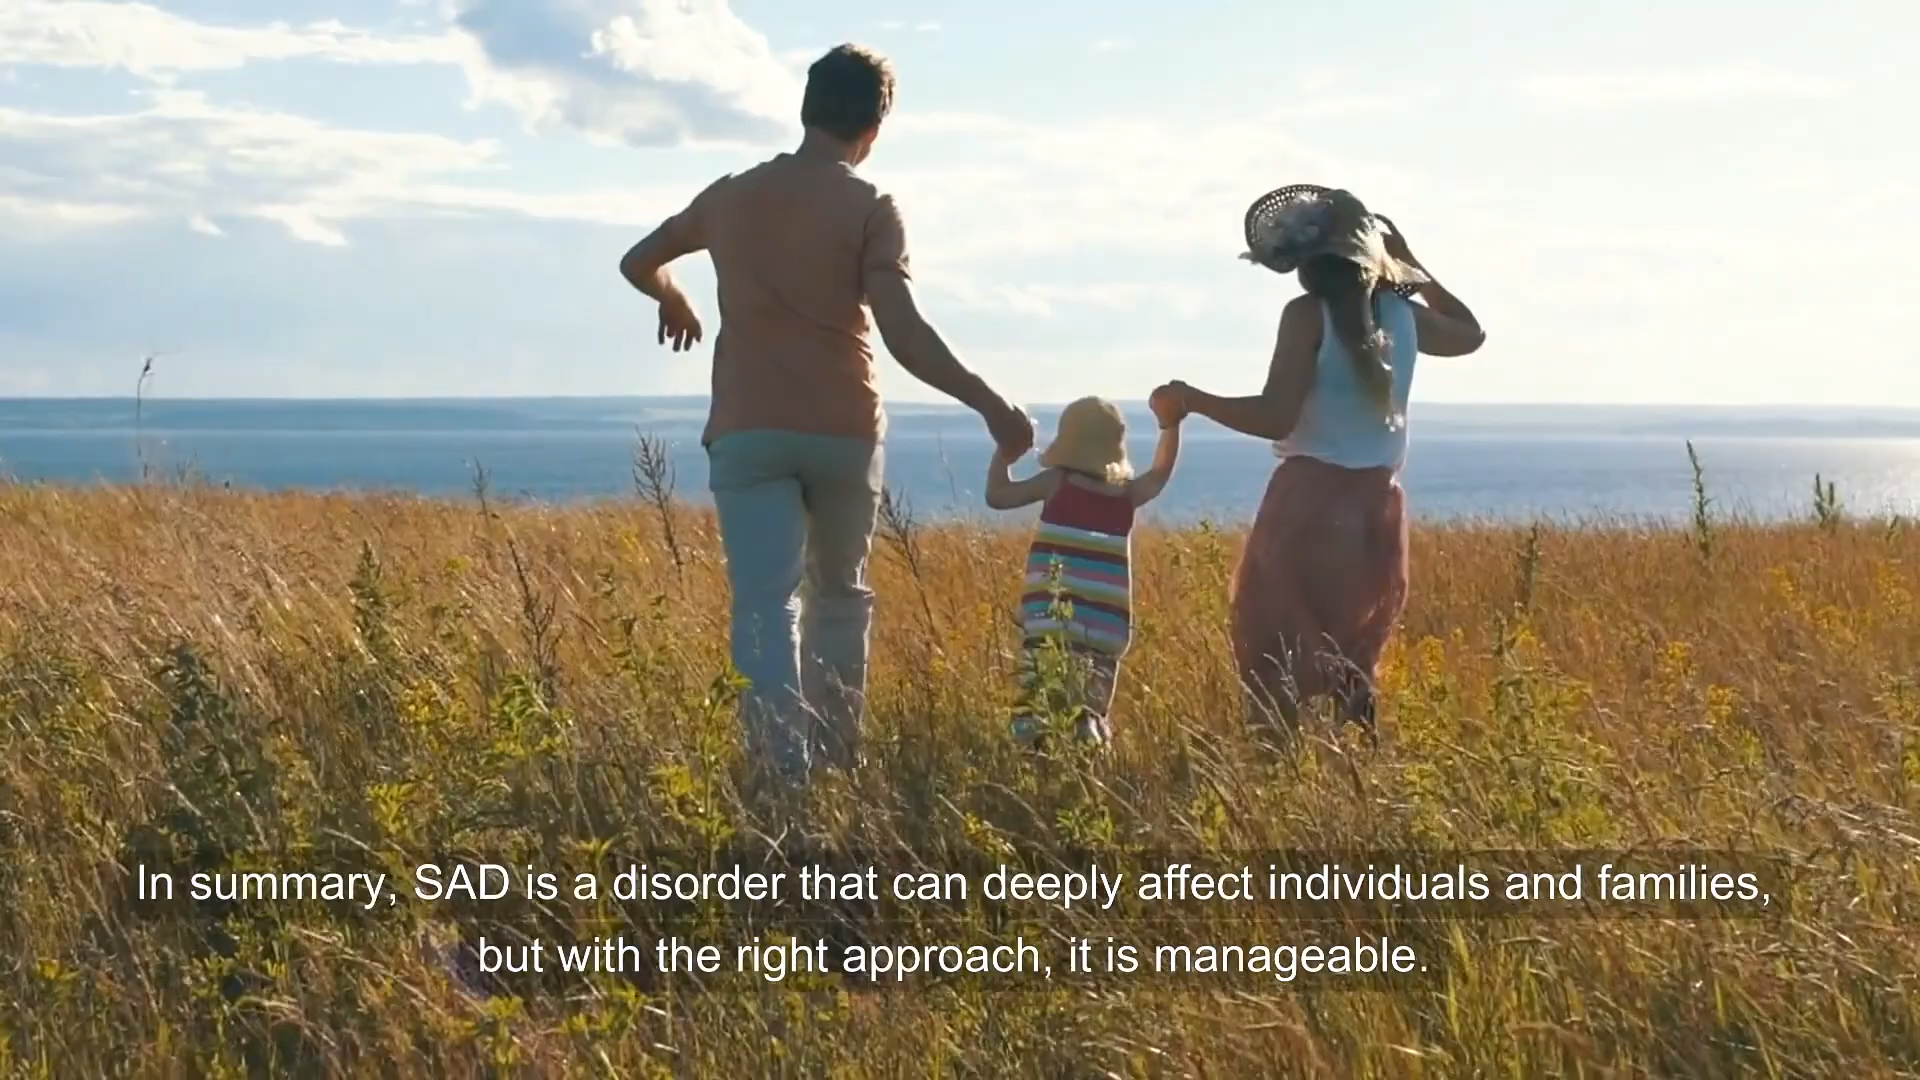 In summary, SAD is a disorder that can deeply affect individuals and families,
but with the right approach, it is manageable.